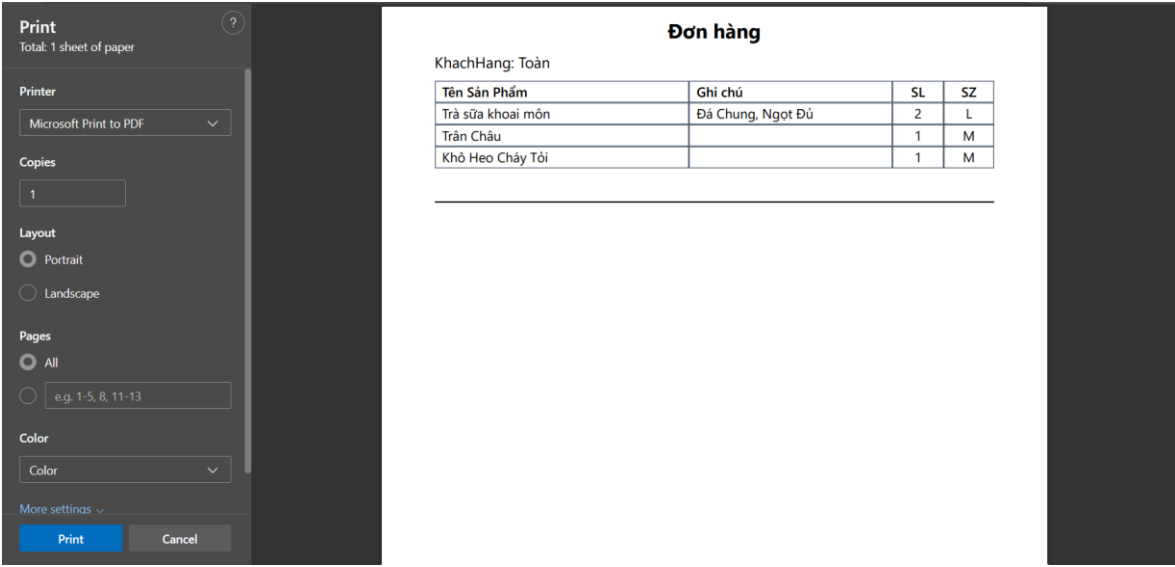 Print
?
Total: 1 sheet of paper
Printer
Microsoft Print to PDF
Copies
1
Layout
Portrait
Landscape
Pages
All
e.g. 1-5, 8, 11-13
Color
Color
More settings
Print Cancel
Đơn hàng
KhachHang: Toàn
Tên Sản Phẩm Ghi chú SL SZ
Trà sữa khoai môn Đá Chung, Ngọt Đủ 2 L
Trân Châu 1 M
Khô Heo Cháy Tỏi 1 M